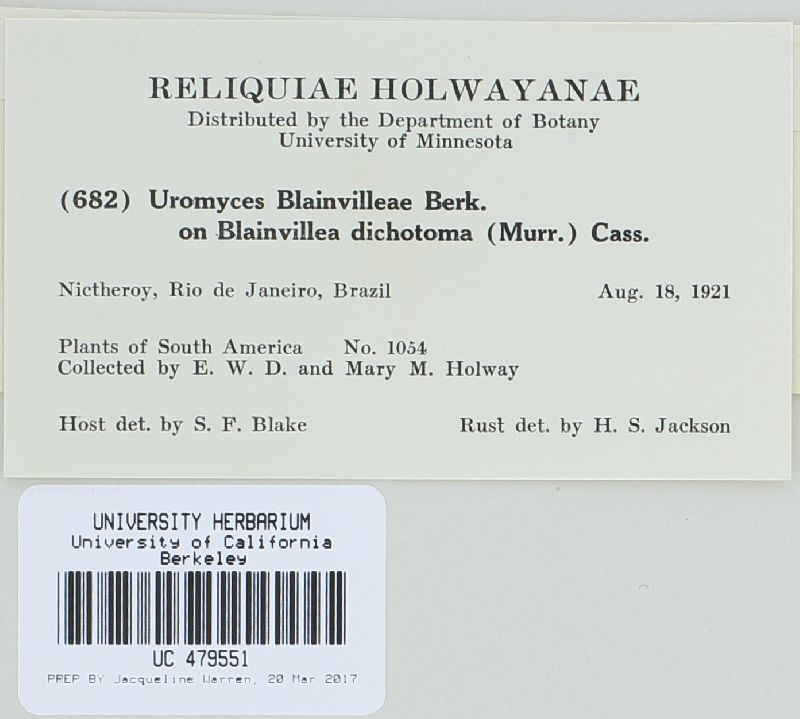 RELIQUIAE HOLWAYANAE
Distributed by the Department of Botany
University of Minnesota
(682) Uromyces Blainvilleae Berk.
on Blainvillea dichotoma (Murr.) Cass.
Nictheroy, Rio de Janeiro, Brazil Aug. 18, 1921
Plants of South America No. 1054
Collected by E. W. D. and Mary M. Holway
Host det. by S. F. Blake Rust det. by H. S. Jackson
UNIVERSITY HERBARIUM
University of California
Berkeley
UC 479551
PREP BY Jacqueline Warren, 20 Mar 2017